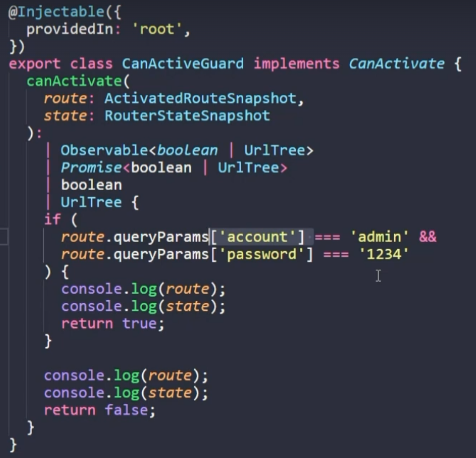 @Injectable({
  providedIn: 'root',
})
export class CanActiveGuard implements CanActivate {
  canActivate(
    route: ActivatedRouteSnapshot,
    state: RouterStateSnapshot
  ):
    | Observable<boolean | UrlTree>
    | Promise<boolean | UrlTree>
    | boolean
    | UrlTree {
    if (
      route.queryParams['account'] === 'admin' &&
      route.queryParams['password'] === '1234'
    ) {
      console.log(route);
      console.log(state);
      return true;
    }

    console.log(route);
    console.log(state);
    return false;
  }
}